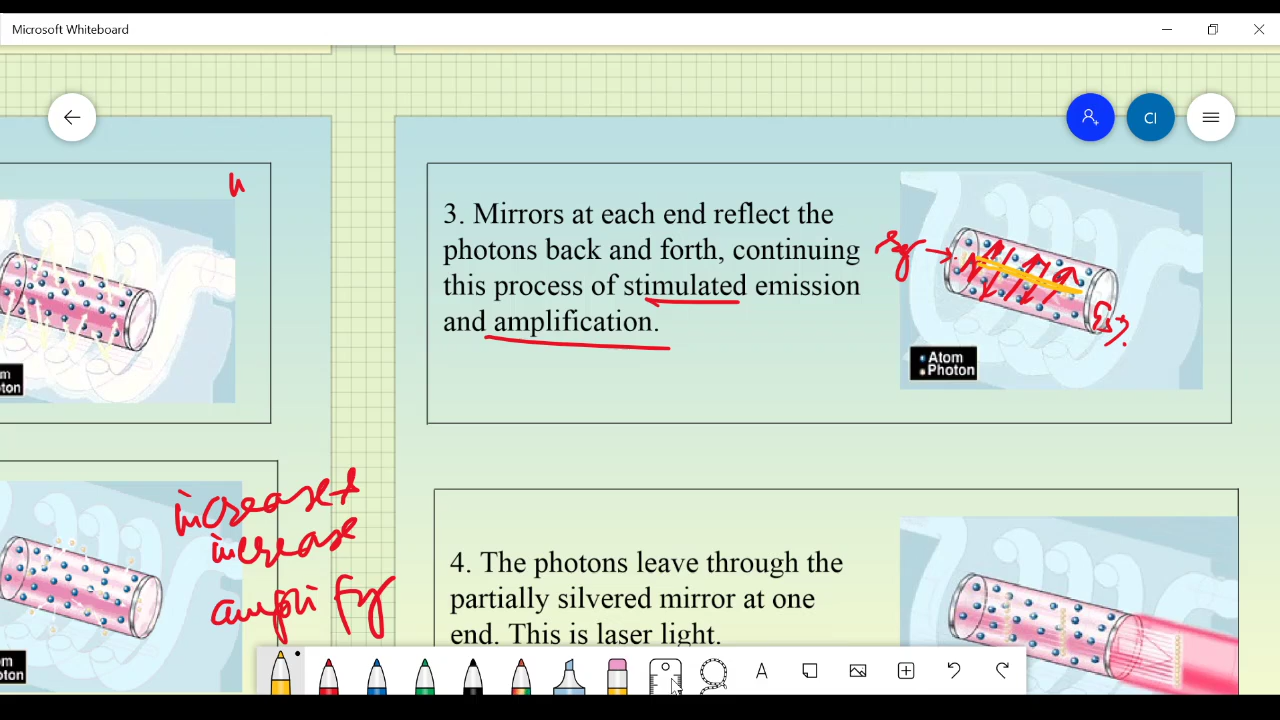 Microsoft Whiteboard
CI
3. Mirrors at each end reflect the
photons back and forth, continuing
this process of stimulated emission
and amplification.
Atom
Photon
increase +
increase
amplify
4. The photons leave through the
partially silvered mirror at one
end. This is laser light.
A